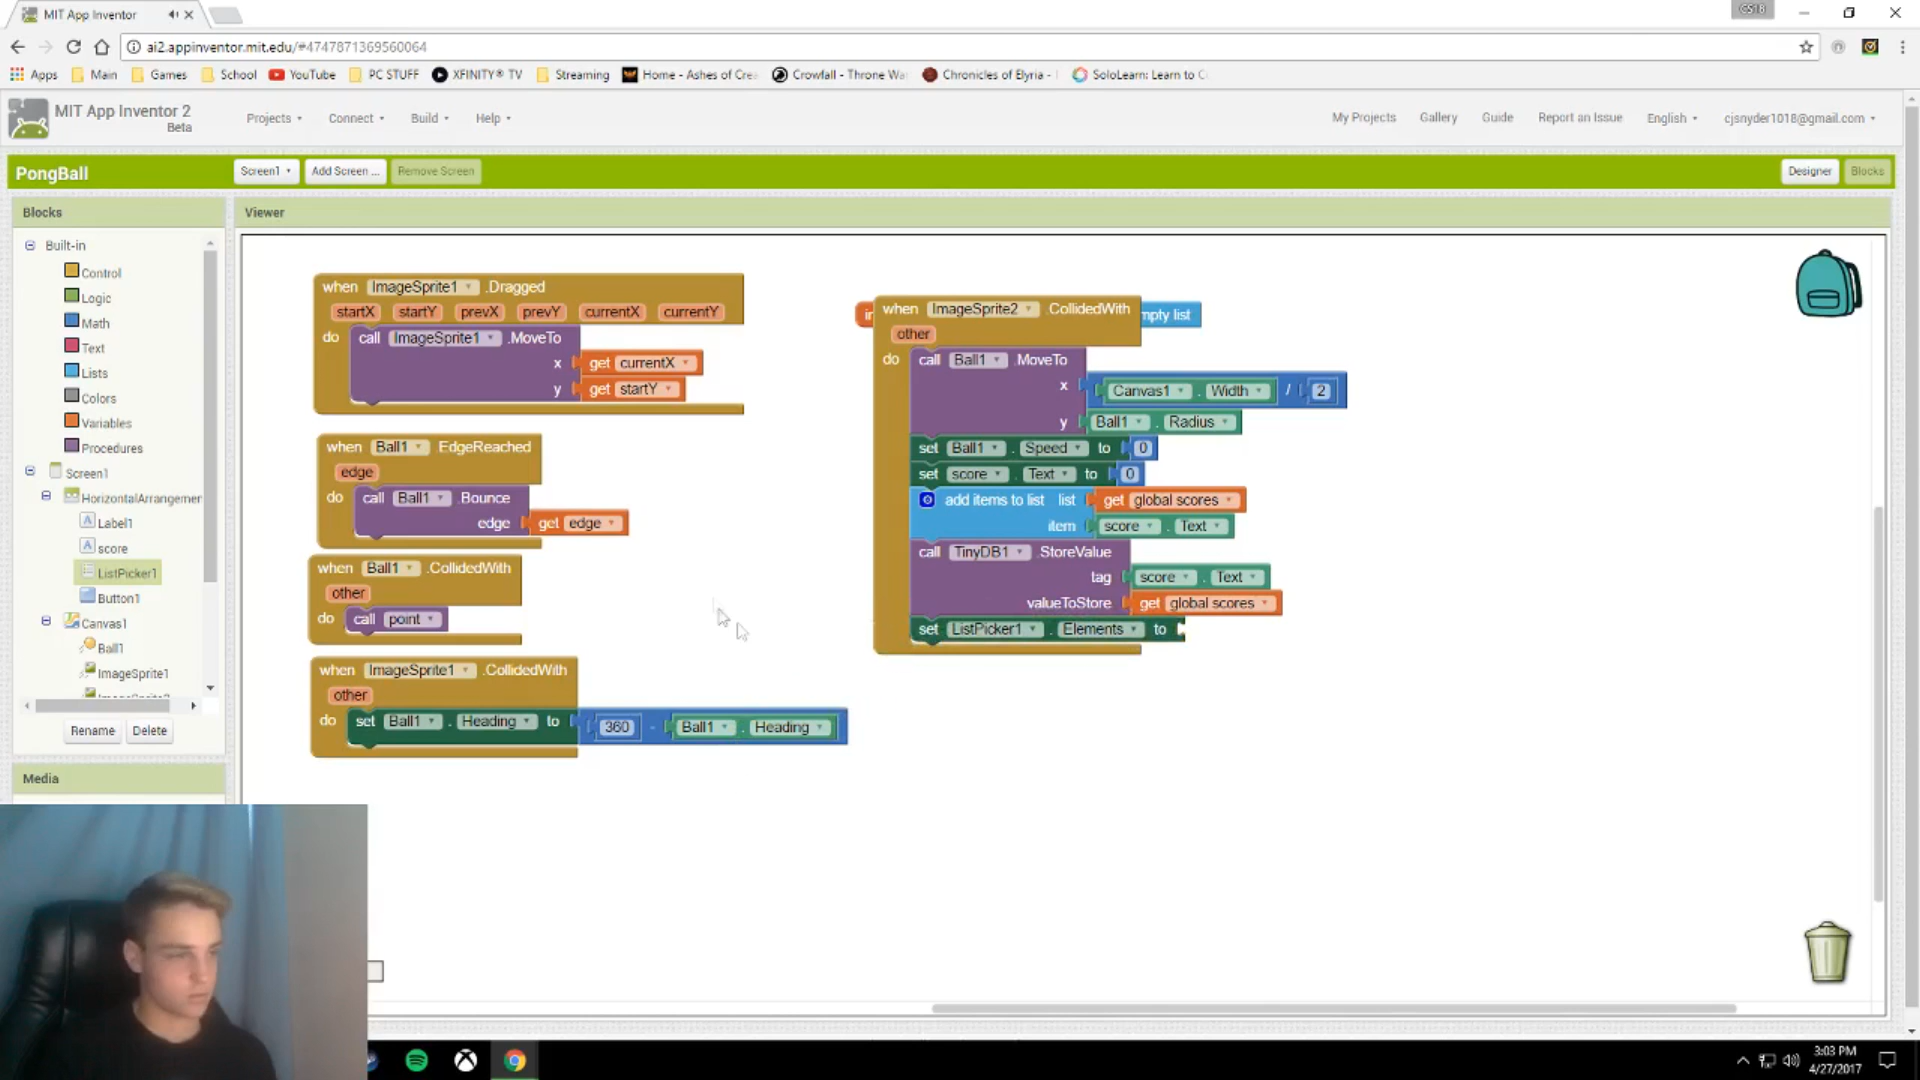 MIT App Inventor
CS18
ai2.appinventor.mit.edu/#4747871369560064
Apps Main Games School YouTube PC STUFF XFINITY® TV Streaming Home - Ashes of Crea Crowfall - Throne Wa Chronicles of Elyria - SoloLearn: Learn to C
MIT App Inventor 2
Beta
Projects Connect Build Help My Projects Gallery Guide Report an Issue English cjsnyder1018@gmail.com
PongBall Screen1 Add Screen ... Remove Screen Designer Blocks
Blocks Viewer
Built-in
Control
Logic
Math
Text
Lists
Colors
Variables
Procedures
Screen1
HorizontalArrangemer
Label1
score
ListPicker1
Button1
Canvas1
Ball1
ImageSprite1
Rename Delete
Media
when ImageSprite1 .Dragged
startX startY prevX prevY currentX currentY
do call ImageSprite1 .MoveTo
x get currentX
y get startY
when Ball1 .EdgeReached
edge
do call Ball1 .Bounce
edge get edge
when Ball1 .CollidedWith
other
do call point
when ImageSprite1 .CollidedWith
other
do set Ball1 . Heading to 360 - Ball1 . Heading
in when ImageSprite2 .CollidedWith mpty list
other
do call Ball1 .MoveTo
x Canvas1 . Width / 2
y Ball1 . Radius
set Ball1 . Speed to 0
set score . Text to 0
add items to list list get global scores
item score . Text
call TinyDB1 .StoreValue
tag score . Text
valueToStore get global scores
set ListPicker1 . Elements to
3:03 PM
4/27/2017